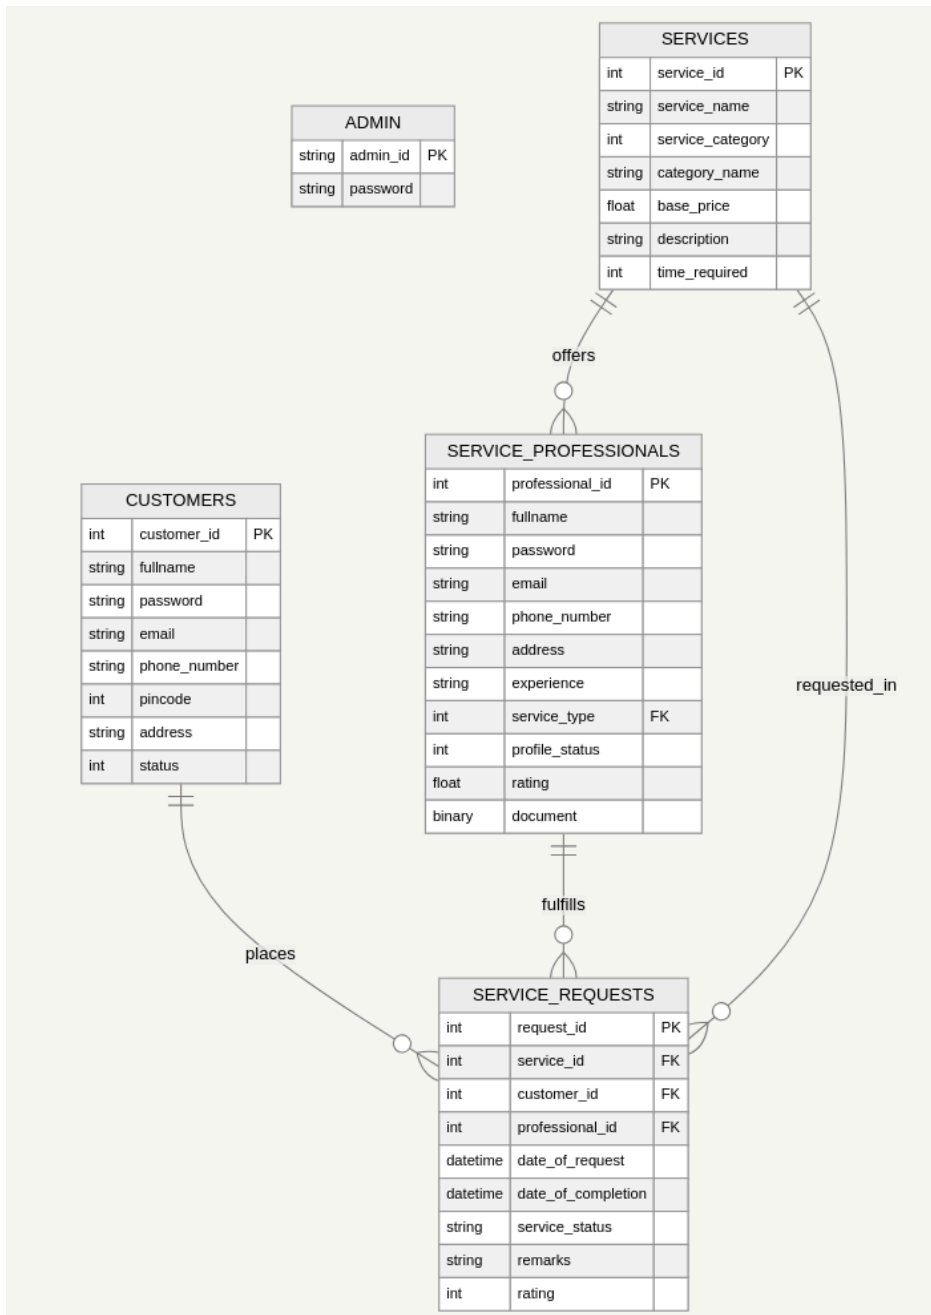 SERVICES
int service_id PK
string service_name
int service_category
string category_name
float base_price
string description
int time_required
ADMIN
string admin_id PK
string password
offers
SERVICE_PROFESSIONALS
int professional_id PK
string fullname
string password
string email
string phone_number
string address
string experience
int service_type FK
int profile_status
float rating
binary document
CUSTOMERS
int customer_id PK
string fullname
string password
string email
string phone_number
int pincode
string address
int status
requested_in
fulfills
places
SERVICE_REQUESTS
int request_id PK
int service_id FK
int customer_id FK
int professional_id FK
datetime date_of_request
datetime date_of_completion
string service_status
string remarks
int rating